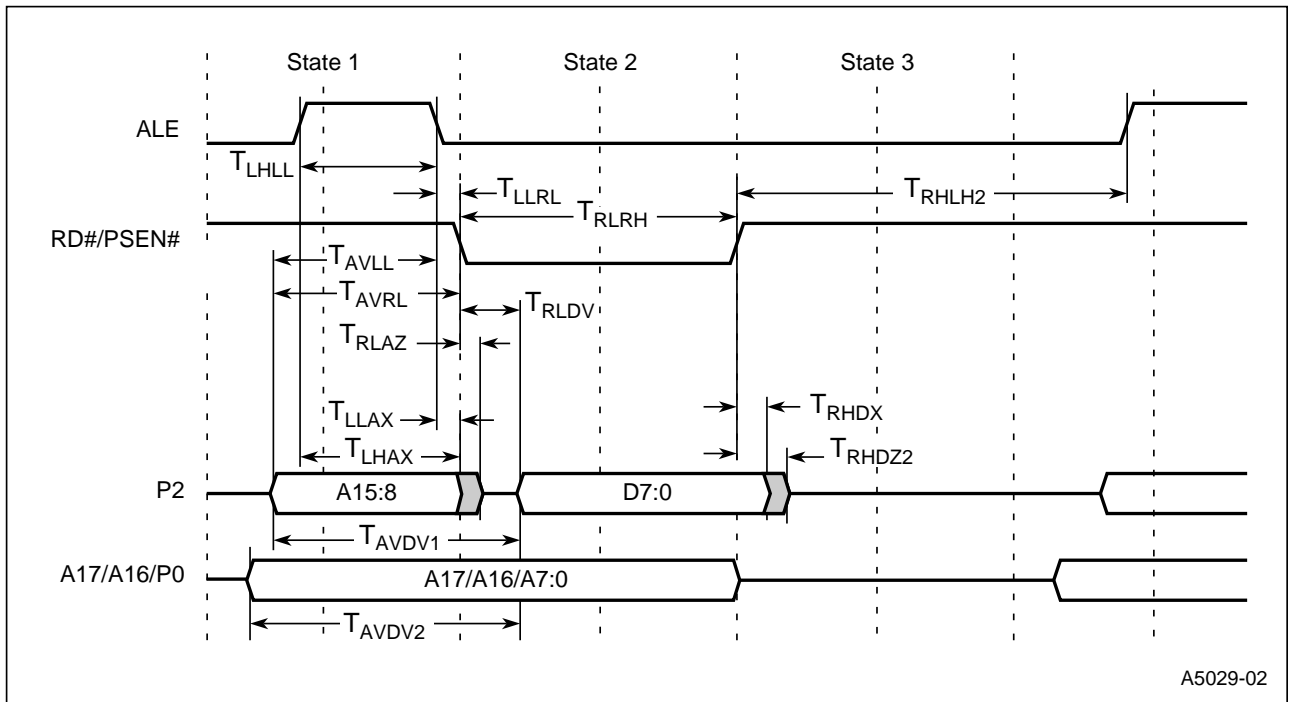 State 1 State 2 State 3
ALE
TLHLL
TLLRL
TRHLH2
TRLRH
RD#/PSEN#
TAVLL
TAVRL
TRLDV
TRLAZ
TLLAX
TRHDX
TLHAX
TRHDZ2
P2 A15:8 D7:0
TAVDV1
A17/A16/P0 A17/A16/A7:0
TAVDV2
A5029-02